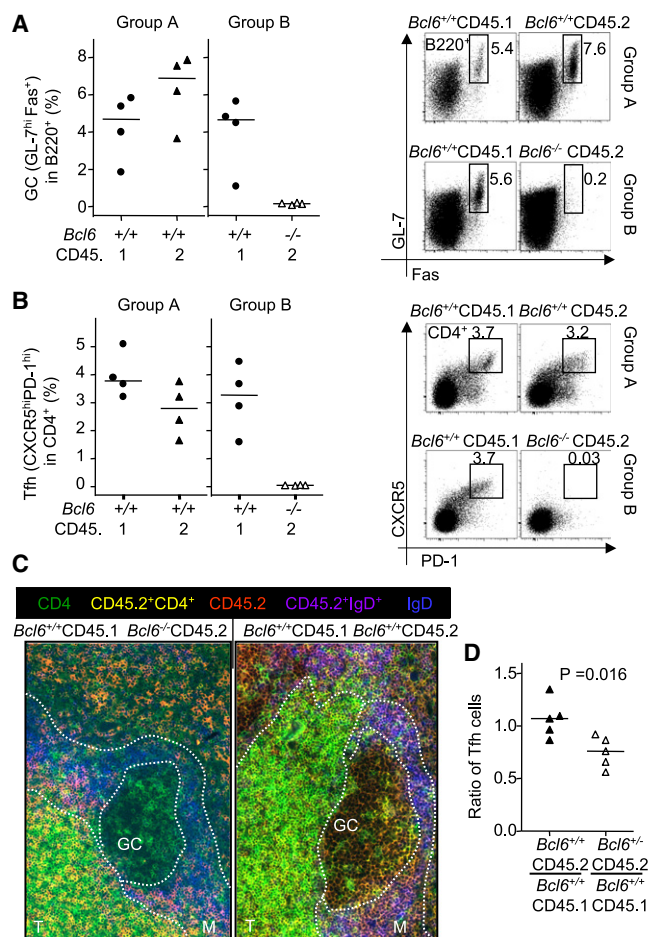 A
Group A Group B
GC (GL-7hi Fas+)
in B220+ (%)
8
6
4
2
0
Bcl6 +/+ +/+ +/+ -/-
CD45. 1 2 1 2
Bcl6+/+CD45.1 Bcl6+/+CD45.2
B220+ 5.4 7.6
Group A
Bcl6+/+CD45.1 Bcl6-/- CD45.2
5.6 0.2
Group B
GL-7
Fas
B
Group A Group B
Tfh (CXCR5hiPD-1hi)
in CD4+ (%)
5
4
3
2
1
0
Bcl6 +/+ +/+ +/+ -/-
CD45. 1 2 1 2
Bcl6+/+CD45.1 Bcl6+/+ CD45.2
CD4+ 3.7 3.2
Group A
Bcl6+/+ CD45.1 Bcl6-/- CD45.2
3.7 0.03
Group B
CXCR5
PD-1
C
CD4 CD45.2+CD4+ CD45.2 CD45.2+IgD+ IgD
Bcl6+/+CD45.1 Bcl6-/-CD45.2 Bcl6+/+CD45.1 Bcl6+/+CD45.2
GC GC
T M T M
D
P =0.016
Ratio of Tfh cells
1.5
1.0
0.5
0.0
Bcl6+/+ Bcl6+/-
CD45.2 CD45.2
Bcl6+/+ Bcl6+/+
CD45.1 CD45.1